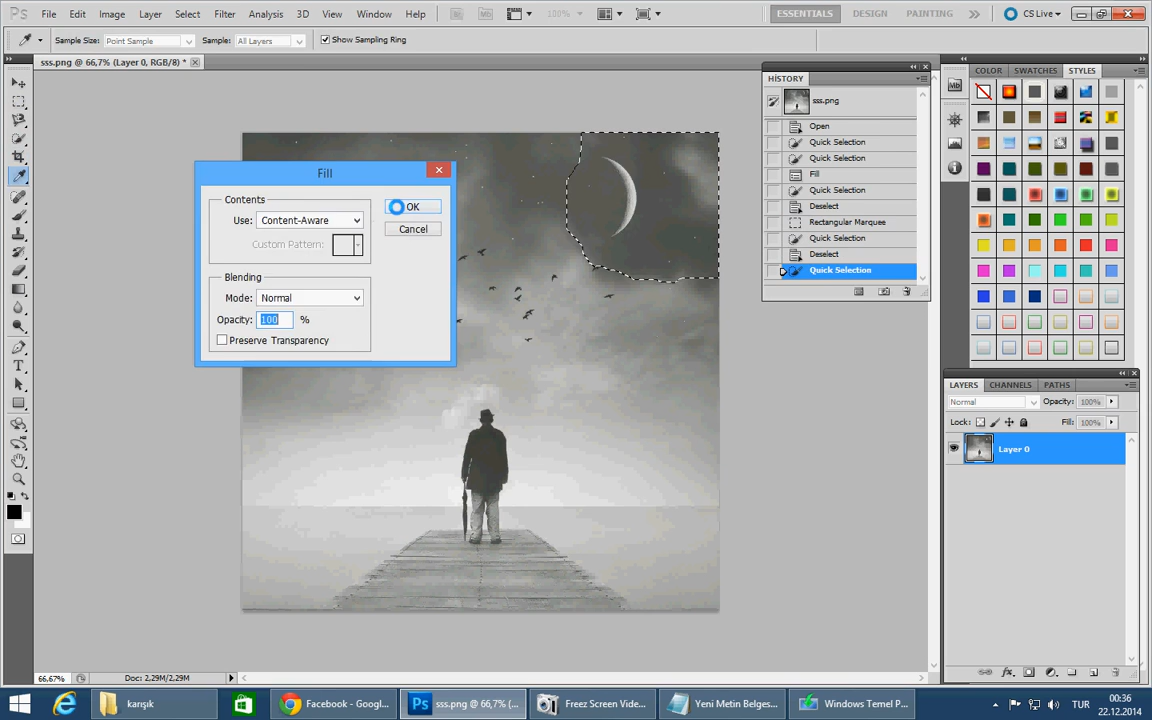 Ps File Edit Image Layer Select Filter Analysis 3D View Window Help 100% ESSENTIALS DESIGN PAINTING CS Live
Sample Size: Point Sample Sample: All Layers Show Sampling Ring
sss.png @ 66,7% (Layer 0, RGB/8) *
HİSTORY
sss.png
Open
Quick Selection
Quick Selection
Fill
Quick Selection
Deselect
Rectangular Marquee
Quick Selection
Deselect
Quick Selection
Fill
Contents
Use: Content-Aware
Custom Pattern:
OK
Cancel
Blending
Mode: Normal
Opacity: 100 %
Preserve Transparency
Mb
COLOR SWATCHES STYLES
LAYERS CHANNELS PATHS
Normal Opacity: 100%
Lock: Fill: 100%
Layer 0
66,67% Doc: 2,29M/2,29M
karışık
Facebook - Googl...
Ps sss.png @ 66,7% (...
Freez Screen Vide...
Yeni Metin Belges...
Windows Temel P...
TUR
00:36
22.12.2014